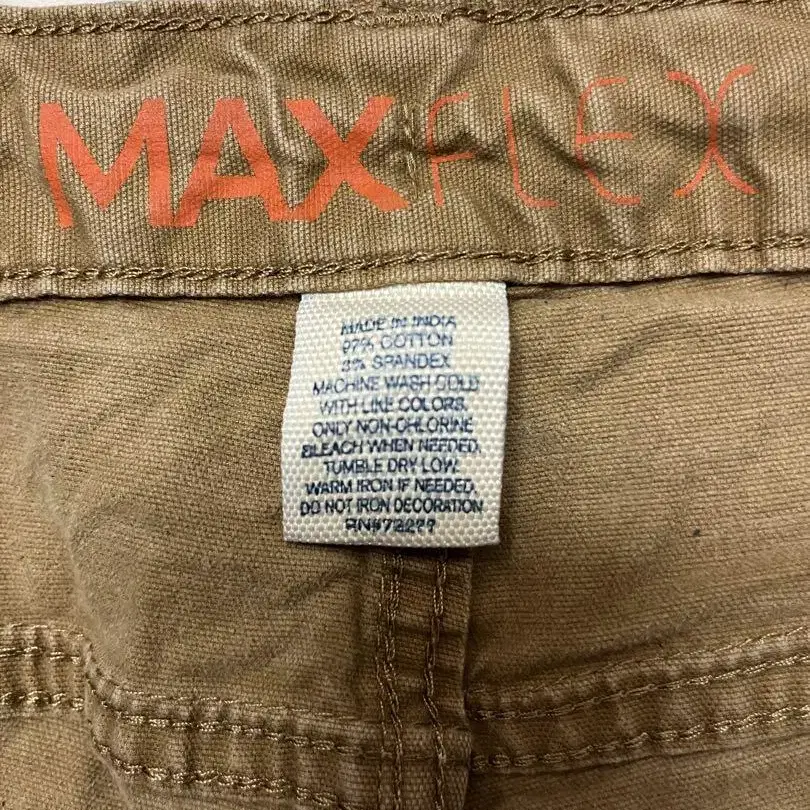 MAXFLEX
MADE IN INDIA
97% COTTON
3% SPANDEX
MACHINE WASH COLD
WITH LIKE COLORS.
ONLY NON-CHLORINE
BLEACH WHEN NEEDED.
TUMBLE DRY LOW.
WARM IRON IF NEEDED.
DO NOT IRON DECORATION